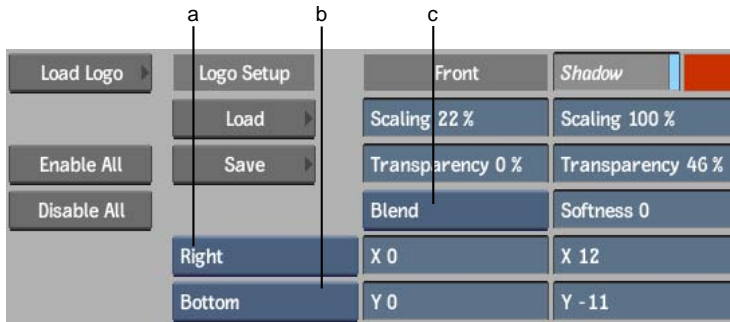 a b c
Load Logo Logo Setup Front Shadow
Load Scaling 22 % Scaling 100 %
Enable All Save Transparency 0 % Transparency 46 %
Disable All Blend Softness 0
Right X 0 X 12
Bottom Y 0 Y -11